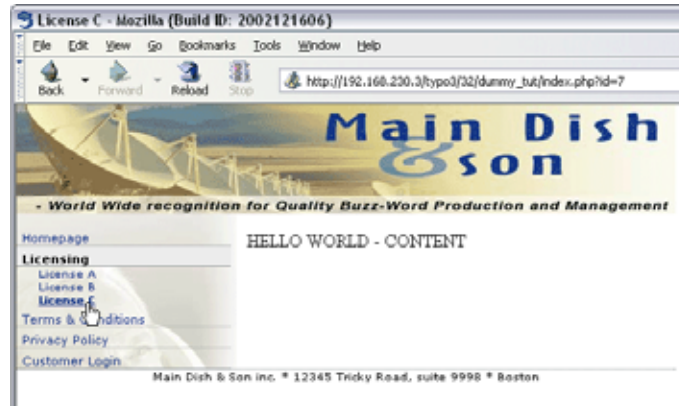 License C - Mozilla {Build ID: 2002121606}
File Edit View Go Bookmarks Tools Window Help
Back Forward Reload Stop http://192.168.230.3/typo3/32/dummy_tut/index.php?id=7
Main Dish
& son
- World Wide recognition for Quality Buzz-Word Production and Management
Homepage
HELLO WORLD - CONTENT
Licensing
License A
License B
License C
Terms & Conditions
Privacy Policy
Customer Login
Main Dish & Son inc. * 12345 Tricky Road, suite 9998 * Boston